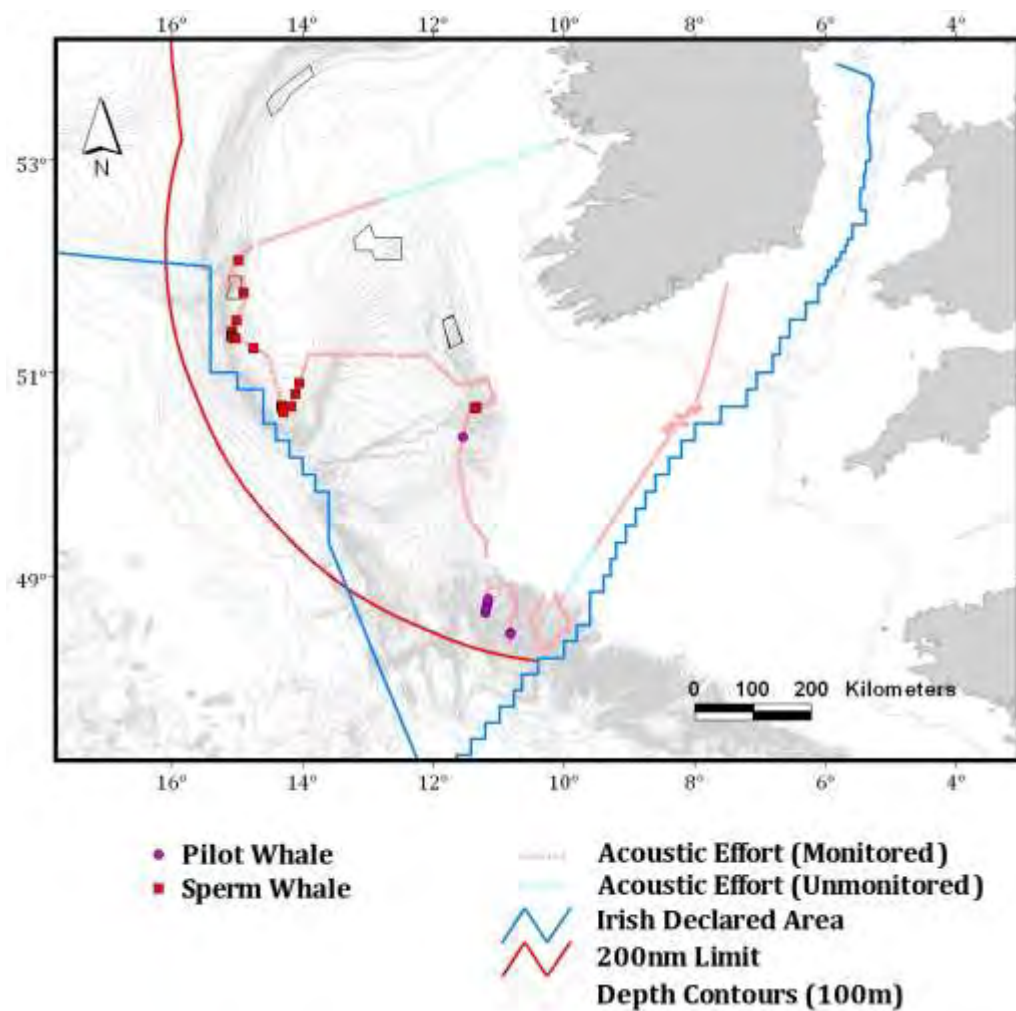 16° 14° 12° 10° 8° 6° 4°
53°
N
51°
49°
0 100 200 Kilometers
16° 14° 12° 10° 8° 6° 4°
Pilot Whale
Sperm Whale
Acoustic Effort (Monitored)
Acoustic Effort (Unmonitored)
Irish Declared Area
200nm Limit
Depth Contours (100m)